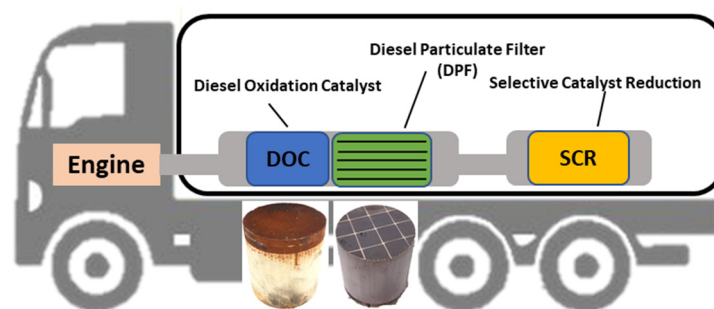 Diesel Particulate Filter
(DPF)
Diesel Oxidation Catalyst
Selective Catalyst Reduction
Engine
DOC
SCR